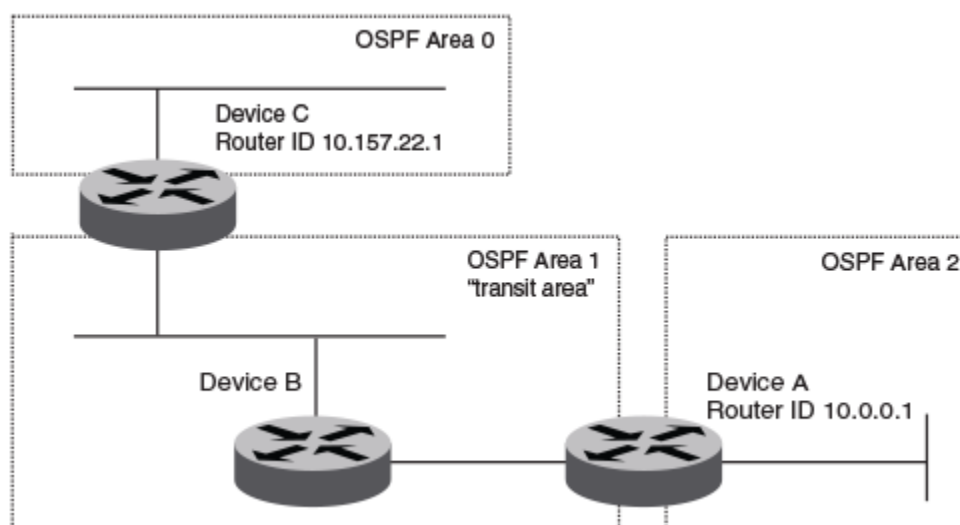 OSPF Area 0
Device C
Router ID 10.157.22.1
OSPF Area 1
“transit area”
OSPF Area 2
Device B
Device A
Router ID 10.0.0.1